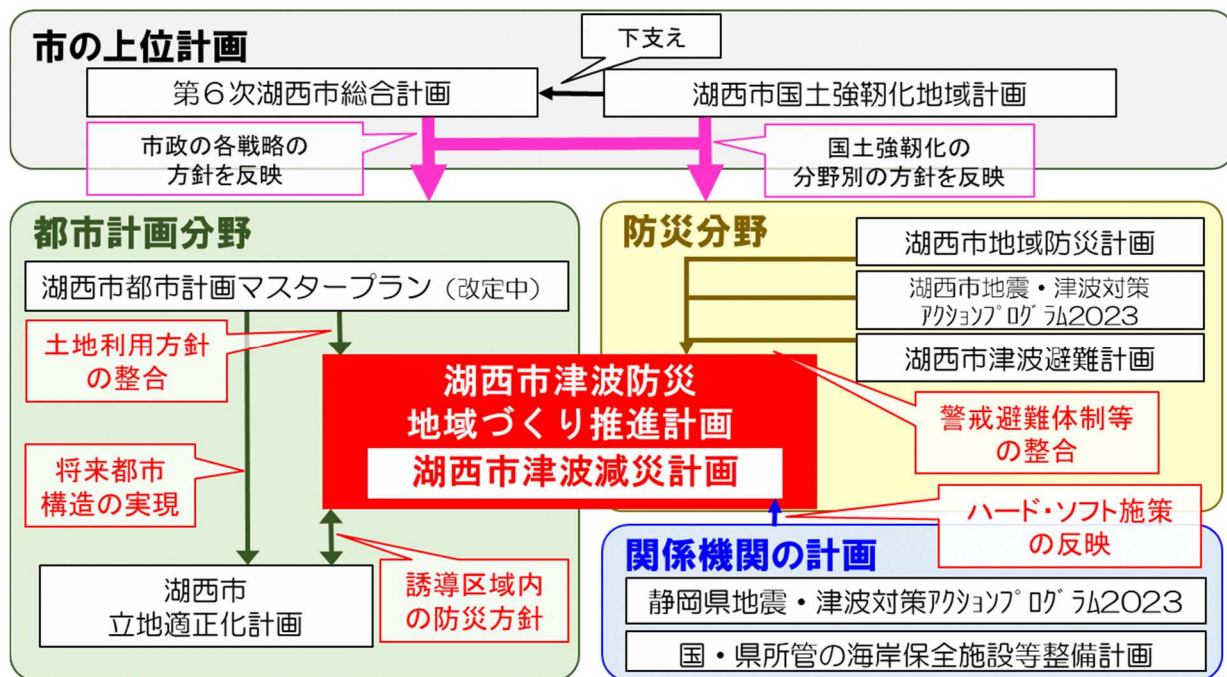 市の上位計画
下支え
第6次湖西市総合計画
湖西市国土強靭化地域計画
市政の各戦略の
方針を反映
国土強靭化の
分野別の方針を反映
都市計画分野
湖西市都市計画マスタープラン（改定中）
土地利用方針
の整合
将来都市
構造の実現
湖西市
立地適正化計画
誘導区域内
の防災方針
湖西市津波防災
地域づくり推進計画
湖西市津波減災計画
防災分野
湖西市地域防災計画
湖西市地震・津波対策
ｱｸｼｮﾝﾌﾟﾛｸﾞﾗﾑ2023
湖西市津波避難計画
警戒避難体制等
の整合
ハード・ソフト施策
の反映
関係機関の計画
静岡県地震・津波対策ｱｸｼｮﾝﾌﾟﾛｸﾞﾗﾑ2023
国・県所管の海岸保全施設等整備計画